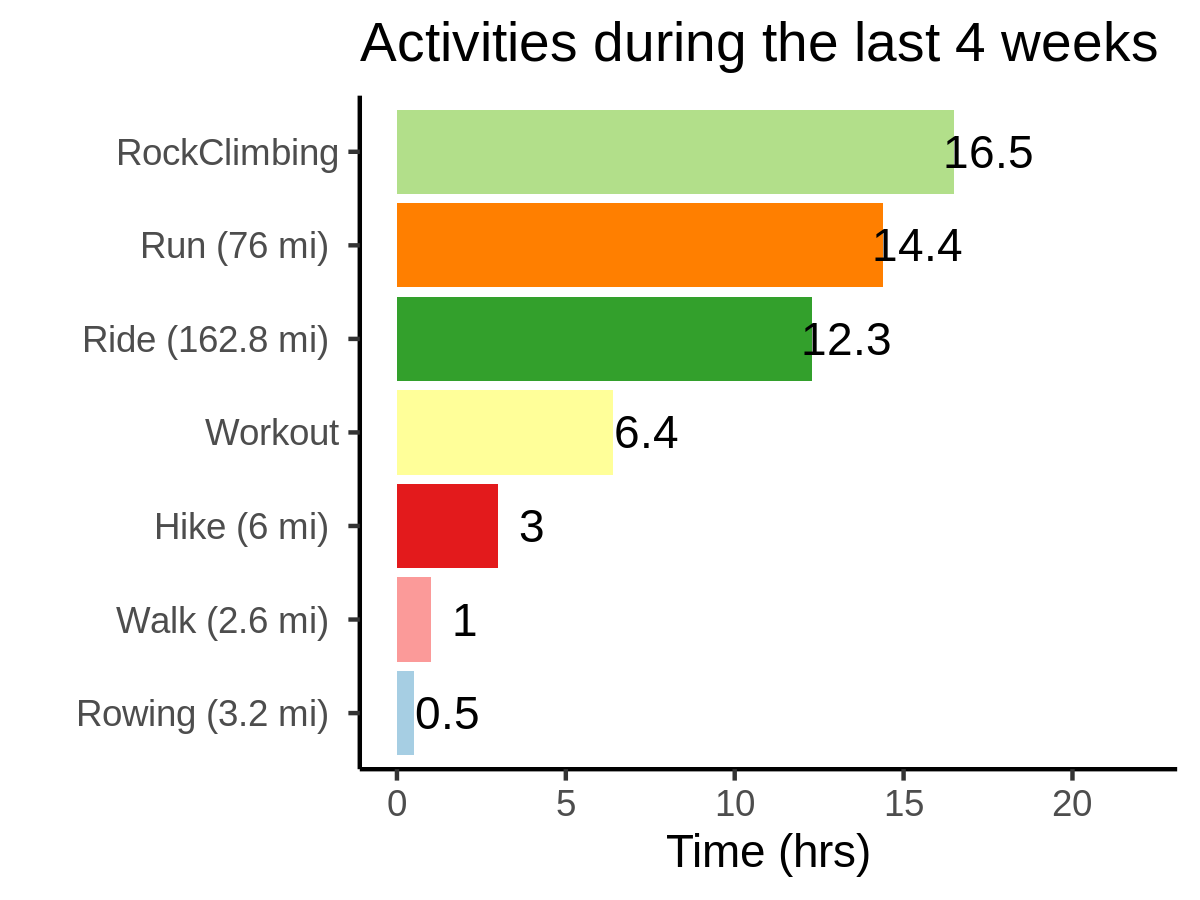 Activities during the last 4 weeks
RockClimbing 16.5
Run (76 mi) 14.4
Ride (162.8 mi) 12.3
Workout 6.4
Hike (6 mi) 3
Walk (2.6 mi) 1
Rowing (3.2 mi) 0.5
0 5 10 15 20
Time (hrs)